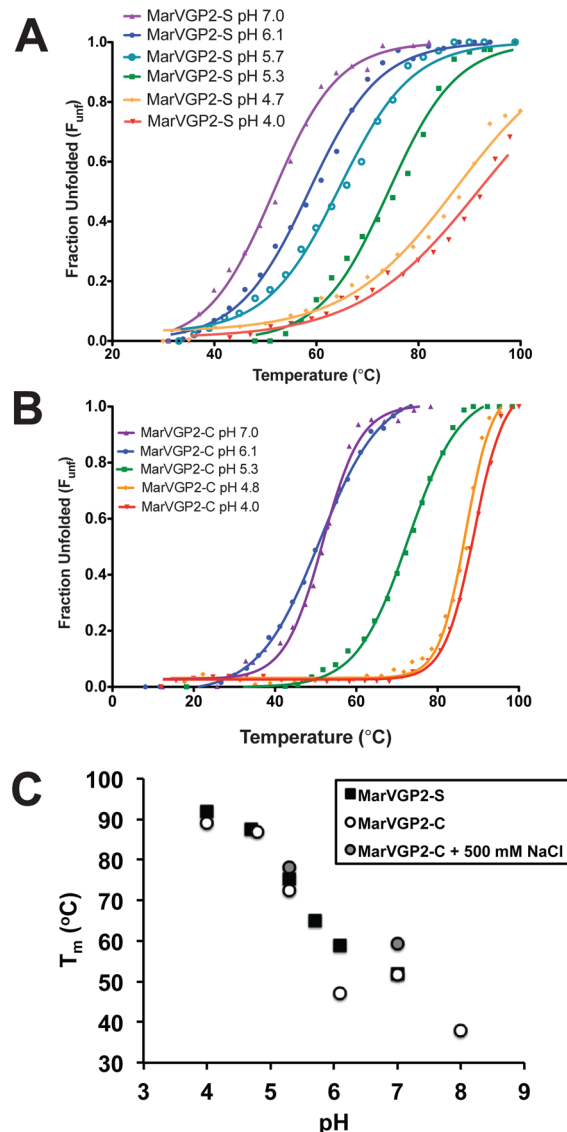 A
MarVGP2-S pH 7.0
MarVGP2-S pH 6.1
MarVGP2-S pH 5.7
MarVGP2-S pH 5.3
MarVGP2-S pH 4.7
MarVGP2-S pH 4.0
Fraction Unfolded (Funf)
1.0
0.8
0.6
0.4
0.2
0.0
20 40 60 80 100
Temperature (°C)
B
MarVGP2-C pH 7.0
MarVGP2-C pH 6.1
MarVGP2-C pH 5.3
MarVGP2-C pH 4.8
MarVGP2-C pH 4.0
Fraction Unfolded (Funf)
1.0
0.8
0.6
0.4
0.2
0.0
0 20 40 60 80 100
Temperature (°C)
C
MarVGP2-S
MarVGP2-C
MarVGP2-C + 500 mM NaCl
Tm (°C)
100
90
80
70
60
50
40
30
3 4 5 6 7 8 9
pH